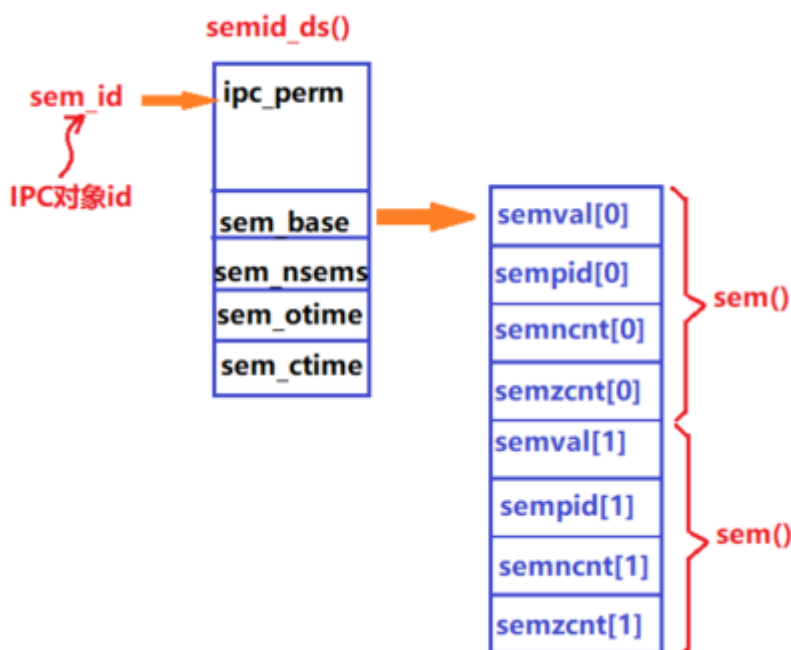 semid_ds()
sem_id
ipc_perm
IPC对象id
sem_base
sem_nsems
sem_otime
sem_ctime
semval[0]
sempid[0]
semncnt[0]
semzcnt[0]
sem()
semval[1]
sempid[1]
semncnt[1]
semzcnt[1]
sem()